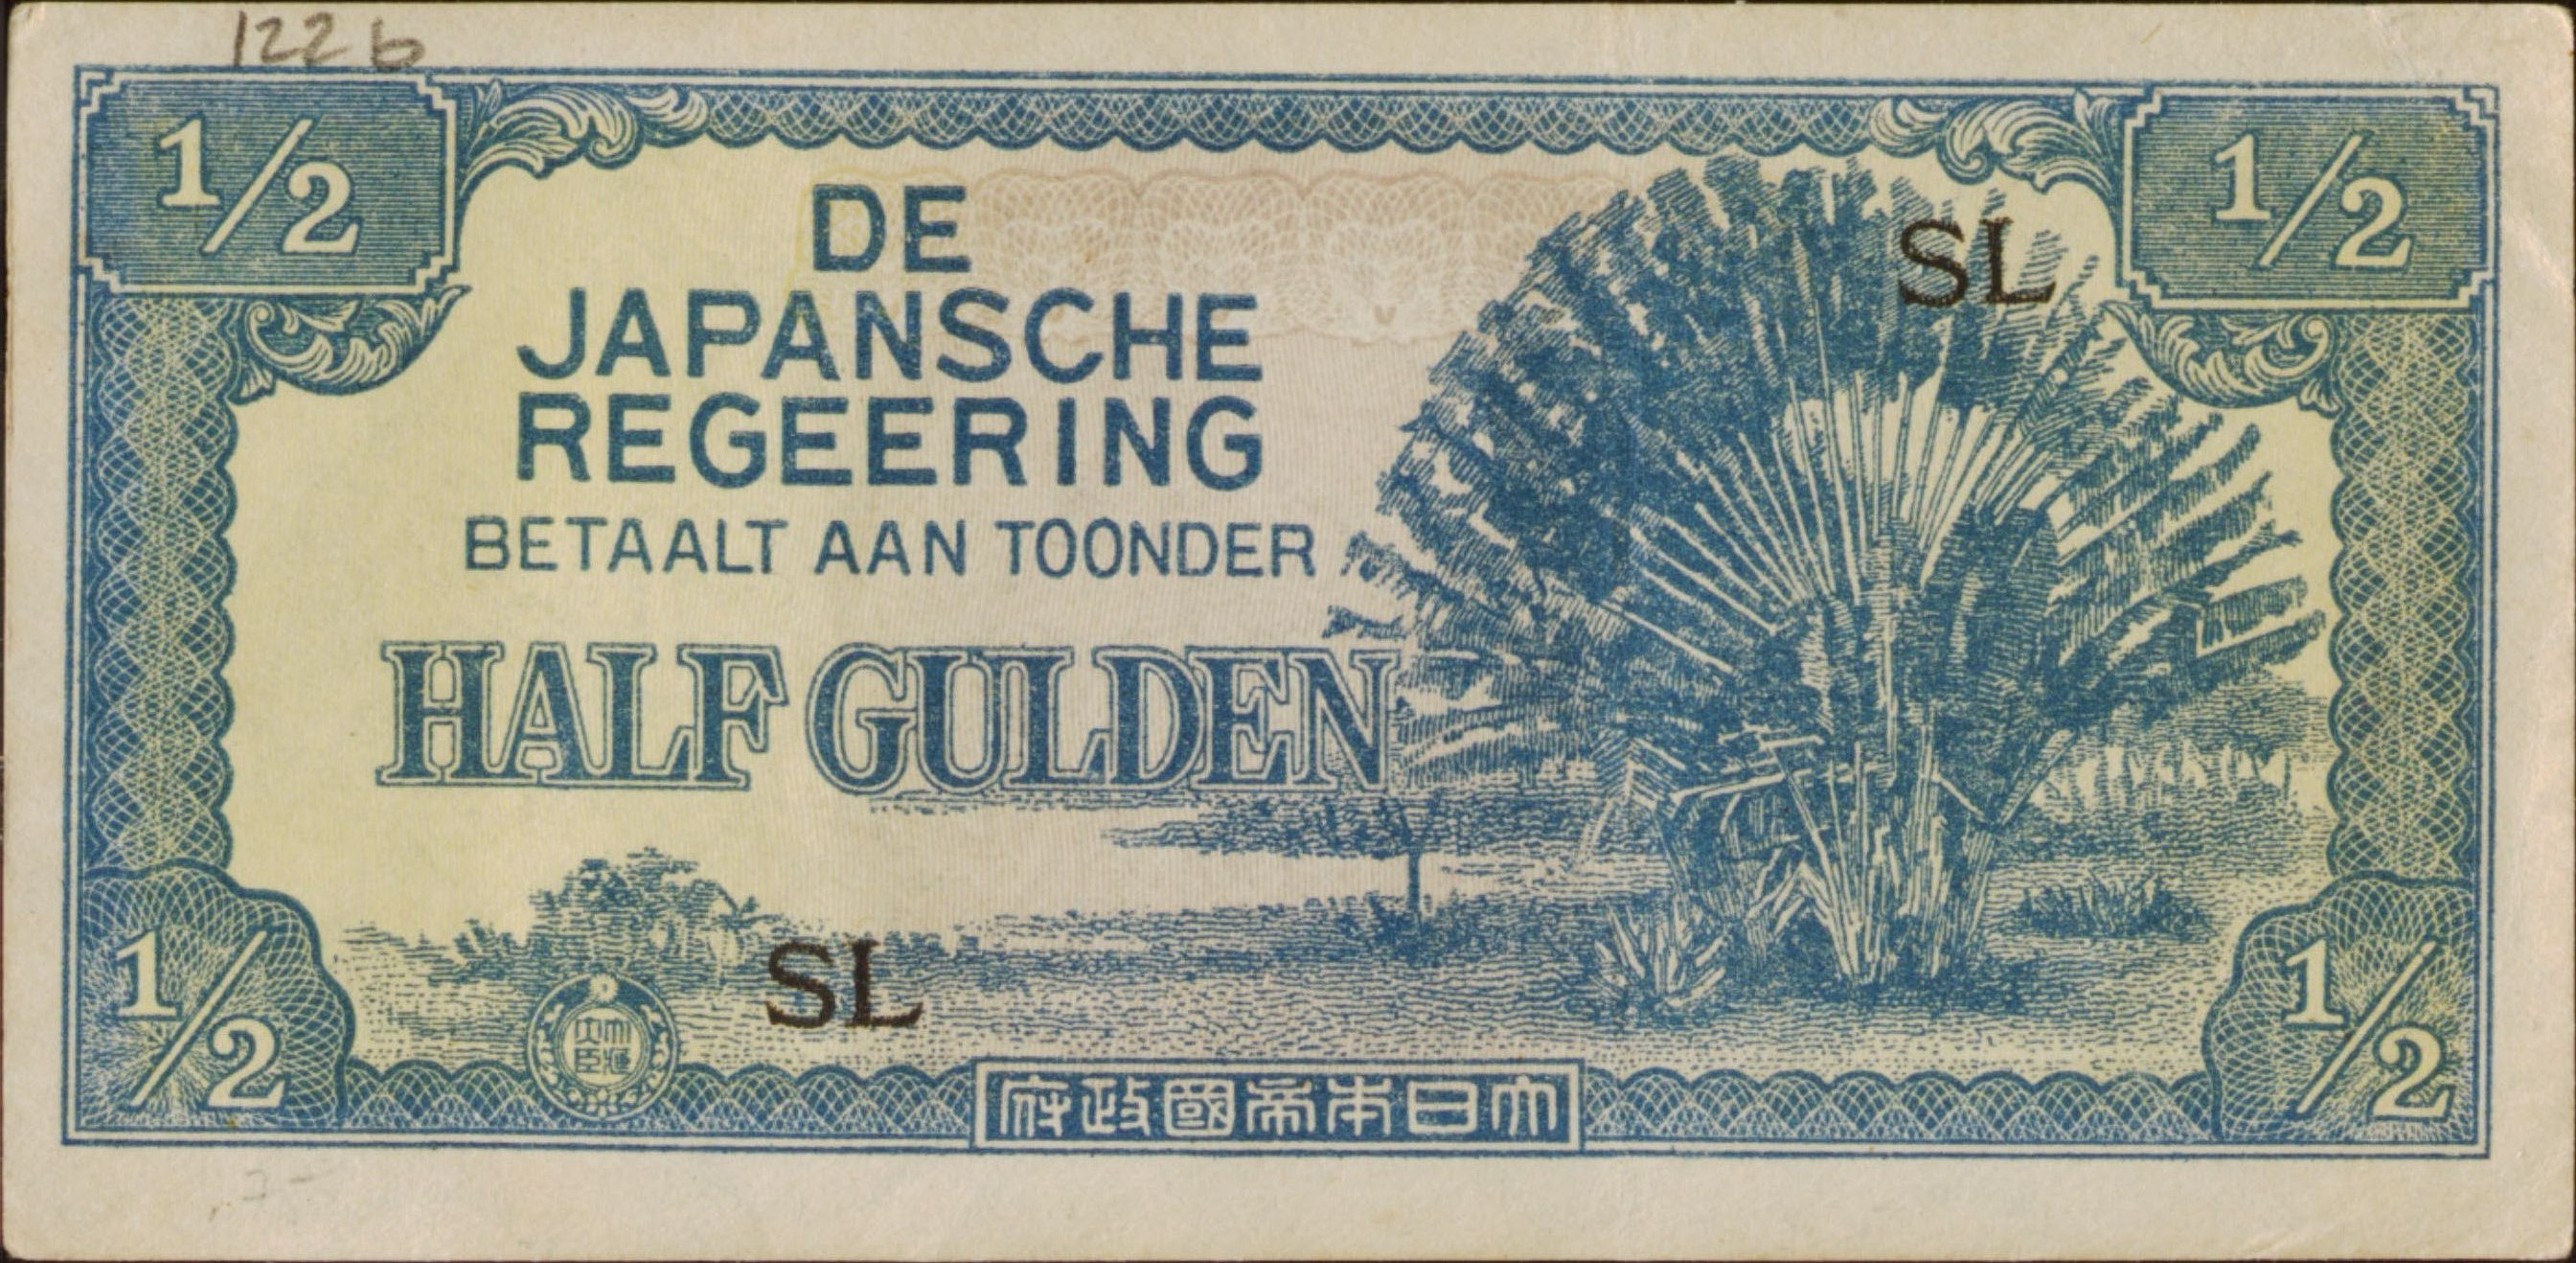 1226
1/2
1/2
DE
JAPANSCHE
REGEERING
SL
BETAALT AAN TOONDER
HALF GULDEN
SL
1/2
1/2
府政國帝本日大